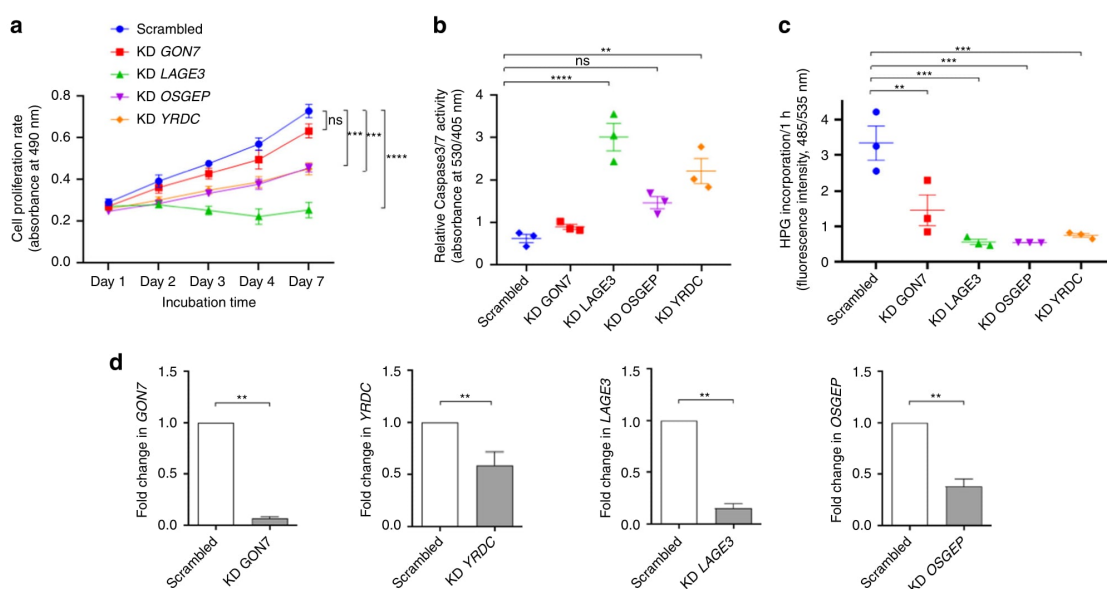 a
Scrambled
KD GON7
KD LAGE3
KD OSGEP
KD YRDC
Cell proliferation rate
(absorbance at 490 nm)
0.8
0.6
0.4
0.2
0.0
ns
***
***
****
Day 1 Day 2 Day 3 Day 4 Day 7
Incubation time
b
Relative Caspase3/7 activity
(absorbance at 530/405 nm)
4
3
2
1
0
**
ns
****
Scrambled
KD GON7
KD LAGE3
KD OSGEP
KD YRDC
c
HPG incorporation/1 h
(fluorescence intensity, 485/535 nm)
4
3
2
1
0
***
***
***
**
Scrambled
KD GON7
KD LAGE3
KD OSGEP
KD YRDC
d
Fold change in GON7
1.5
1.0
0.5
0.0
**
Scrambled
KD GON7
Fold change in YRDC
1.5
1.0
0.5
0.0
**
Scrambled
KD YRDC
Fold change in LAGE3
1.5
1.0
0.5
0.0
**
Scrambled
KD LAGE3
Fold change in OSGEP
1.5
1.0
0.5
0.0
**
Scrambled
KD OSGEP